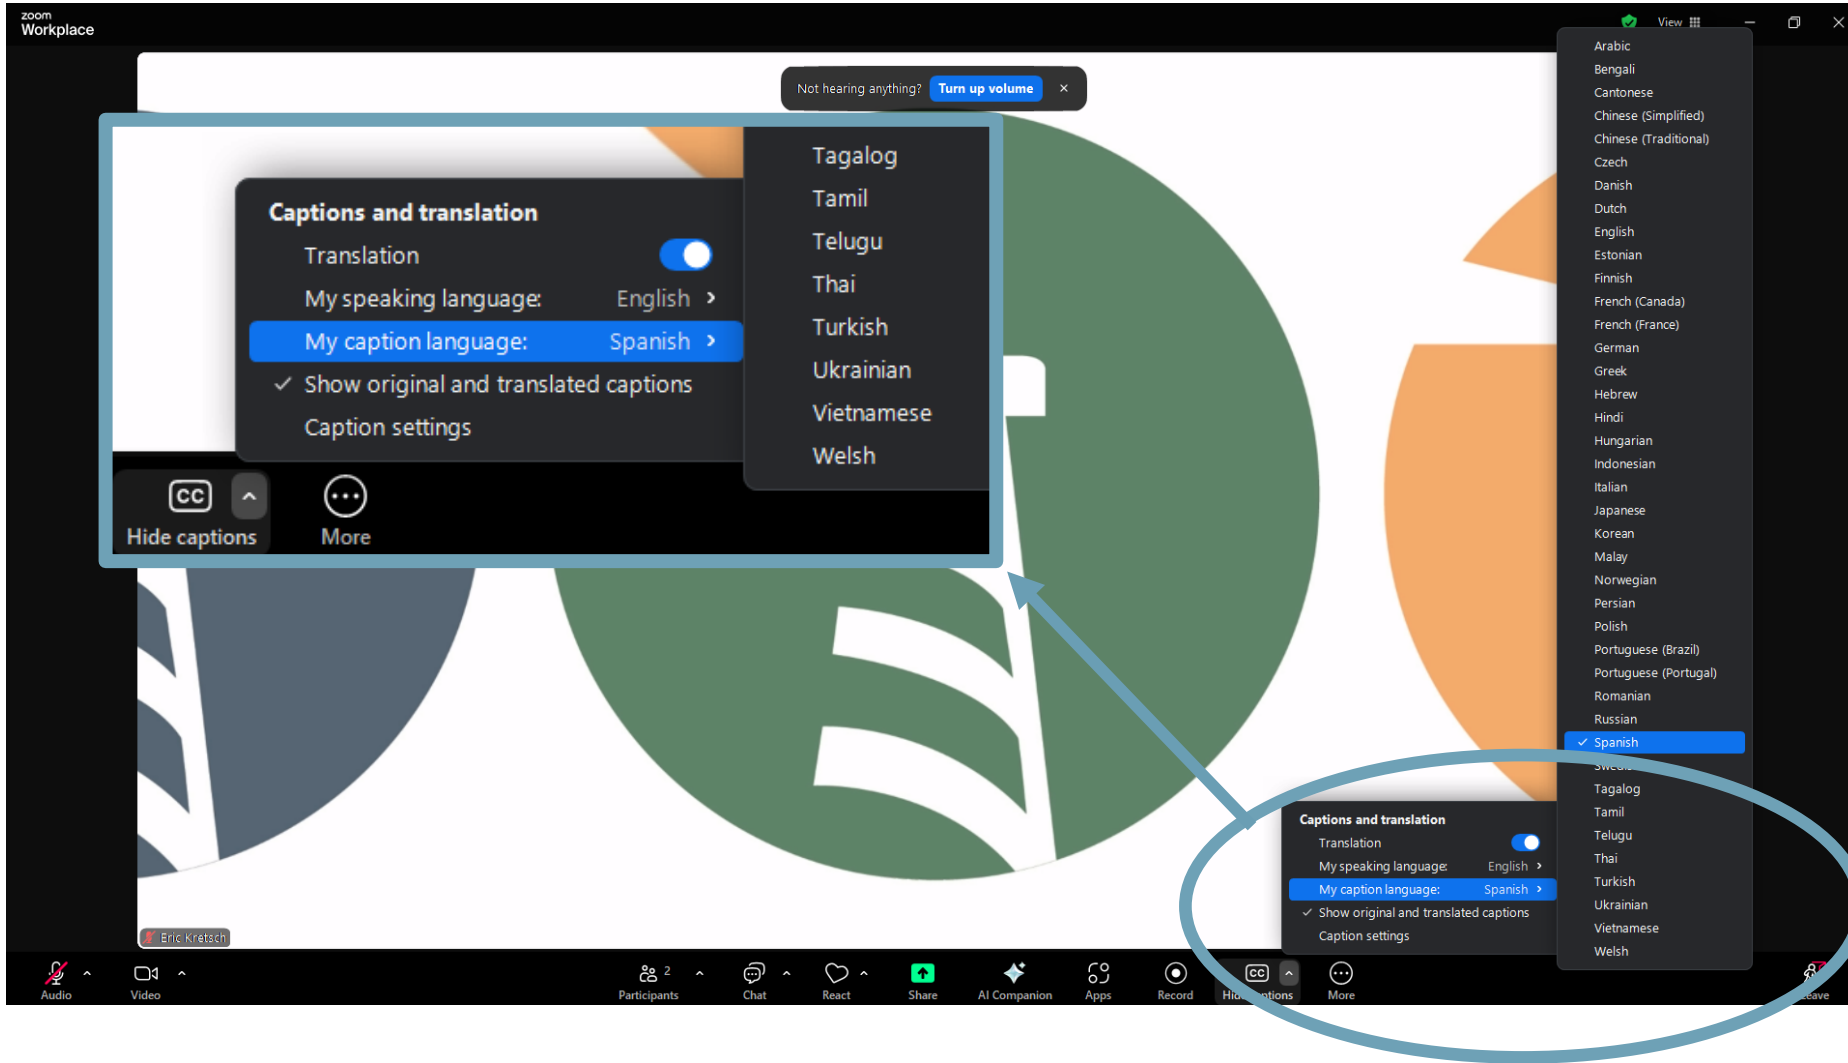 zoom
Workplace
View
Not hearing anything? Turn up volume
Captions and translation
Translation
My speaking language: English
My caption language: Spanish
Show original and translated captions
Caption settings
Tagalog
Tamil
Telugu
Thai
Turkish
Ukrainian
Vietnamese
Welsh
CC
Hide captions
More
Arabic
Bengali
Cantonese
Chinese (Simplified)
Chinese (Traditional)
Czech
Danish
Dutch
English
Estonian
Finnish
French (Canada)
French (France)
German
Greek
Hebrew
Hindi
Hungarian
Indonesian
Italian
Japanese
Korean
Malay
Norwegian
Persian
Polish
Portuguese (Brazil)
Portuguese (Portugal)
Romanian
Russian
Spanish
Tagalog
Tamil
Telugu
Thai
Turkish
Ukrainian
Vietnamese
Welsh
Captions and translation
Translation
My speaking language: English
My caption language: Spanish
Show original and translated captions
Caption settings
Eric Kretsch
Audio
Video
2
Participants
Chat
React
Share
AI Companion
Apps
Record
CC
Hide captions
More
Leave